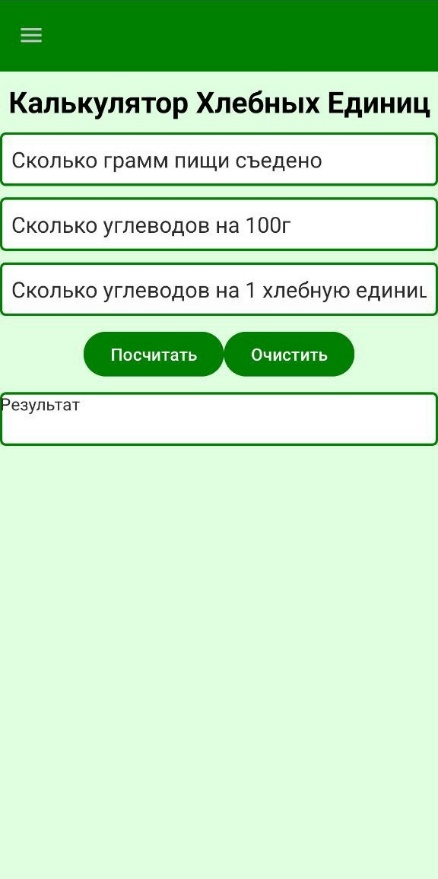 Калькулятор Хлебных Единиц
Сколько грамм пищи съедено
Сколько углеводов на 100г
Сколько углеводов на 1 хлебную единиц
Посчитать Очистить
Результат